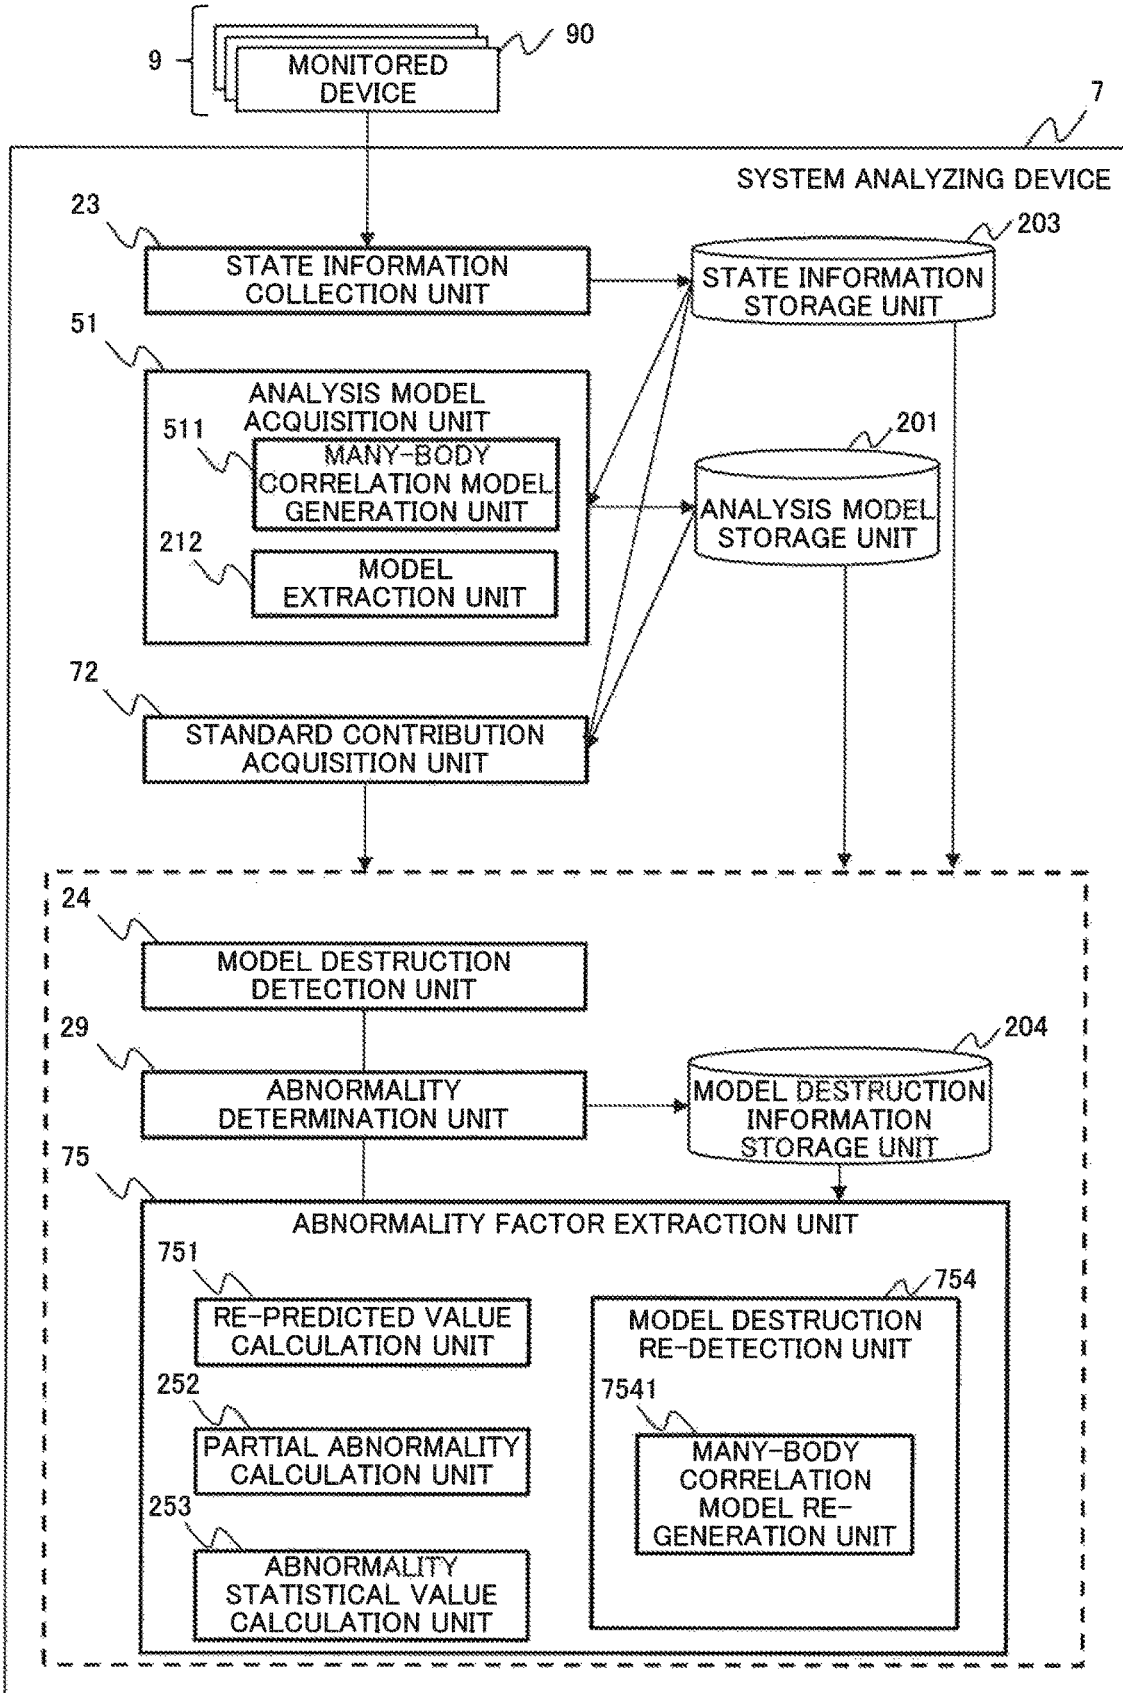 9
90
MONITORED
DEVICE
7
SYSTEM ANALYZING DEVICE
23
STATE INFORMATION
COLLECTION UNIT
203
STATE INFORMATION
STORAGE UNIT
51
ANALYSIS MODEL
ACQUISITION UNIT
511
MANY-BODY
CORRELATION MODEL
GENERATION UNIT
201
ANALYSIS MODEL
STORAGE UNIT
212
MODEL
EXTRACTION UNIT
72
STANDARD CONTRIBUTION
ACQUISITION UNIT
24
MODEL DESTRUCTION
DETECTION UNIT
29
ABNORMALITY
DETERMINATION UNIT
204
MODEL DESTRUCTION
INFORMATION
STORAGE UNIT
75
ABNORMALITY FACTOR EXTRACTION UNIT
751
RE-PREDICTED VALUE
CALCULATION UNIT
754
MODEL DESTRUCTION
RE-DETECTION UNIT
252
PARTIAL ABNORMALITY
CALCULATION UNIT
7541
MANY-BODY
CORRELATION
MODEL RE-
GENERATION UNIT
253
ABNORMALITY
STATISTICAL VALUE
CALCULATION UNIT